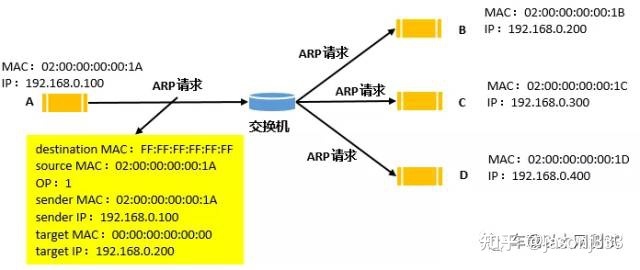 MAC：02:00:00:00:00:1A
IP：192.168.0.100
A
ARP请求
交换机
ARP请求
ARP请求
ARP请求
B
MAC：02:00:00:00:00:1B
IP：192.168.0.200
C
MAC：02:00:00:00:00:1C
IP：192.168.0.300
D
MAC：02:00:00:00:00:1D
IP：192.168.0.400
destination MAC：FF:FF:FF:FF:FF:FF
source MAC：02:00:00:00:00:1A
OP：1
sender MAC：02:00:00:00:00:1A
sender IP：192.168.0.100
target MAC：00:00:00:00:00:00
target IP：192.168.0.200
知乎